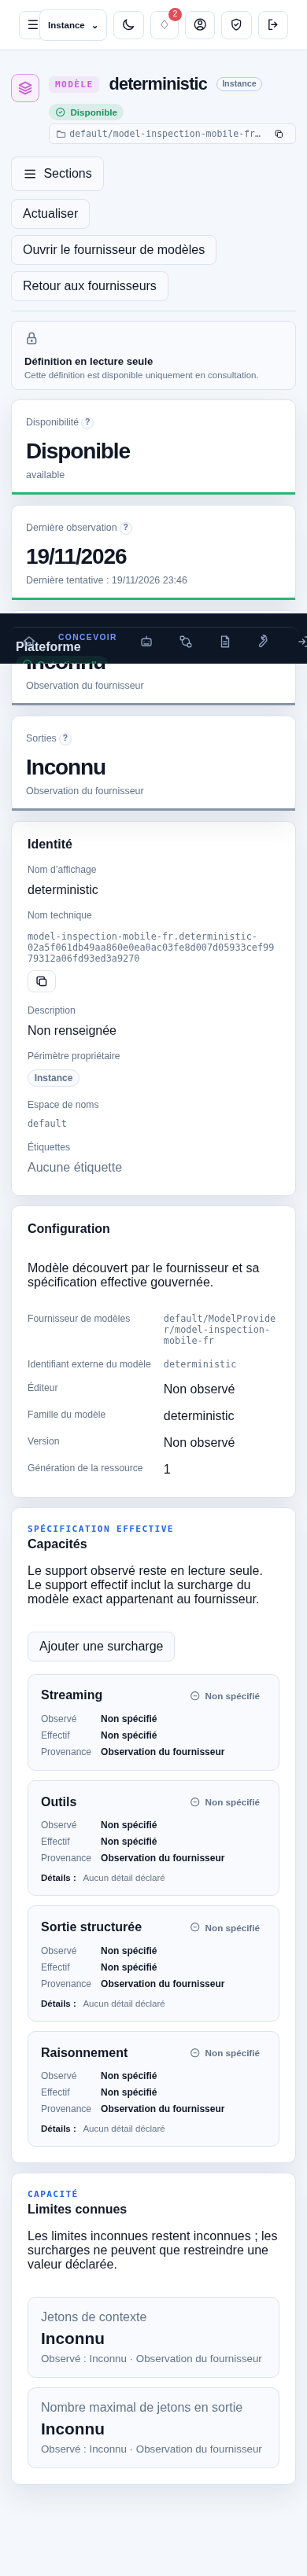 Instance
2
MODÈLE
deterministic
Instance
Disponible
default/model-inspection-mobile-fr…
Sections
Actualiser
Ouvrir le fournisseur de modèles
Retour aux fournisseurs
Définition en lecture seule
Cette définition est disponible uniquement en consultation.
Disponibilité ?
Disponible
available
Dernière observation ?
19/11/2026
Dernière tentative : 19/11/2026 23:46
CONCEVOIR
Plateforme
Inconnu
Observation du fournisseur
Sorties ?
Inconnu
Observation du fournisseur
Identité
Nom d’affichage
deterministic
Nom technique
model-inspection-mobile-fr.deterministic-
02a5f061db49aa860e0ea0ac03fe8d007d05933cef99
79312a06fd93ed3a9270
Description
Non renseignée
Périmètre propriétaire
Instance
Espace de noms
default
Étiquettes
Aucune étiquette
Configuration
Modèle découvert par le fournisseur et sa
spécification effective gouvernée.
Fournisseur de modèles
default/ModelProvide
r/model-inspection-
mobile-fr
Identifiant externe du modèle
deterministic
Éditeur
Non observé
Famille du modèle
deterministic
Version
Non observé
Génération de la ressource
1
SPÉCIFICATION EFFECTIVE
Capacités
Le support observé reste en lecture seule.
Le support effectif inclut la surcharge du
modèle exact appartenant au fournisseur.
Ajouter une surcharge
Streaming
Non spécifié
Observé Non spécifié
Effectif Non spécifié
Provenance Observation du fournisseur
Outils
Non spécifié
Observé Non spécifié
Effectif Non spécifié
Provenance Observation du fournisseur
Détails : Aucun détail déclaré
Sortie structurée
Non spécifié
Observé Non spécifié
Effectif Non spécifié
Provenance Observation du fournisseur
Détails : Aucun détail déclaré
Raisonnement
Non spécifié
Observé Non spécifié
Effectif Non spécifié
Provenance Observation du fournisseur
Détails : Aucun détail déclaré
CAPACITÉ
Limites connues
Les limites inconnues restent inconnues ; les
surcharges ne peuvent que restreindre une
valeur déclarée.
Jetons de contexte
Inconnu
Observé : Inconnu · Observation du fournisseur
Nombre maximal de jetons en sortie
Inconnu
Observé : Inconnu · Observation du fournisseur